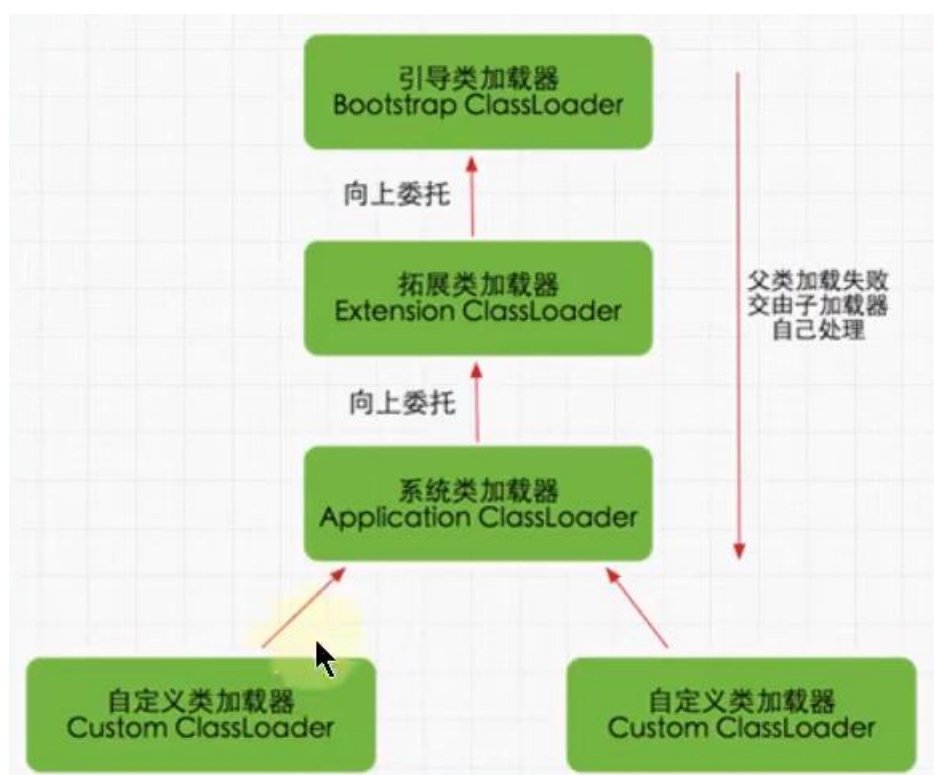 引导类加载器
Bootstrap ClassLoader
向上委托
拓展类加载器
Extension ClassLoader
父类加载失败
交由子加载器
自己处理
向上委托
系统类加载器
Application ClassLoader
自定义类加载器
Custom ClassLoader
自定义类加载器
Custom ClassLoader